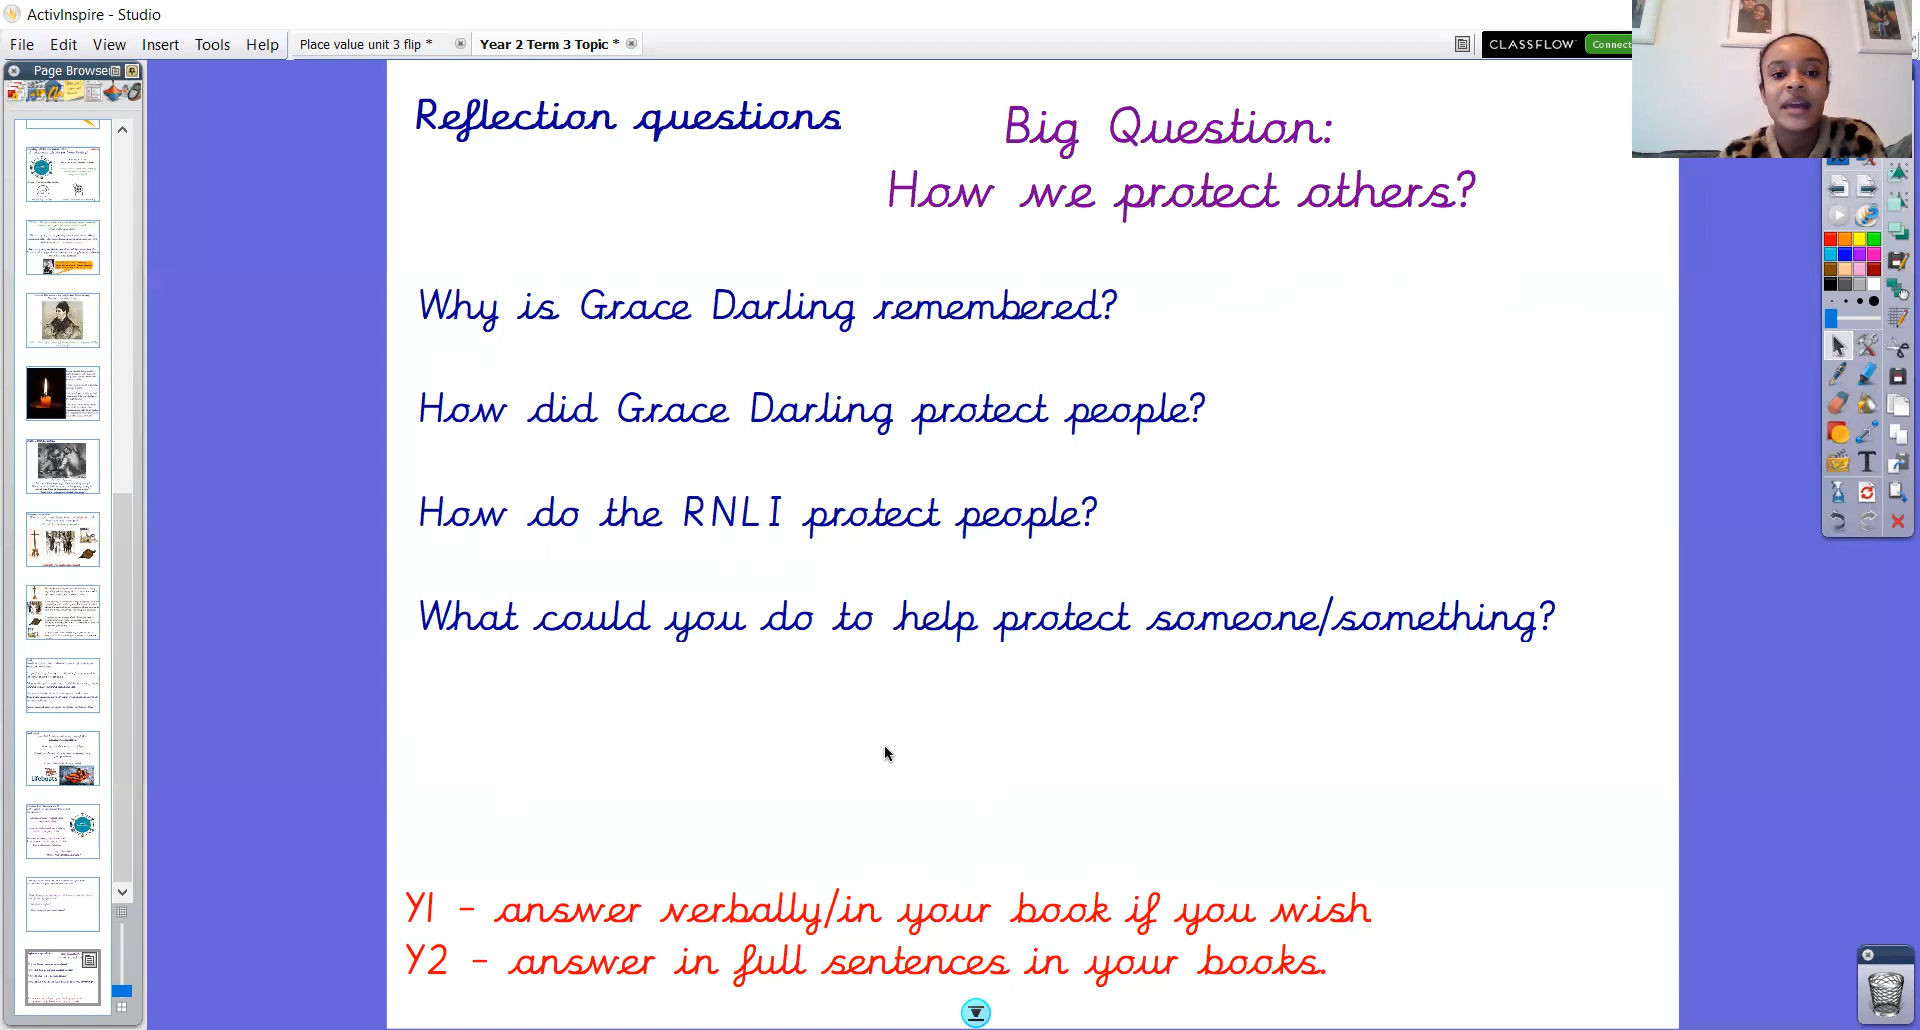 ActivInspire - Studio
File Edit View Insert Tools Help
Place value unit 3 flip *
Year 2 Term 3 Topic *
CLASSFLOW
Connect
Page Browser
Reflection questions
Big Question:
How we protect others?
Why is Grace Darling remembered?
How did Grace Darling protect people?
How do the RNLI protect people?
What could you do to help protect someone/something?
Y1 - answer verbally/in your book if you wish
Y2 - answer in full sentences in your books.
Lifeboats